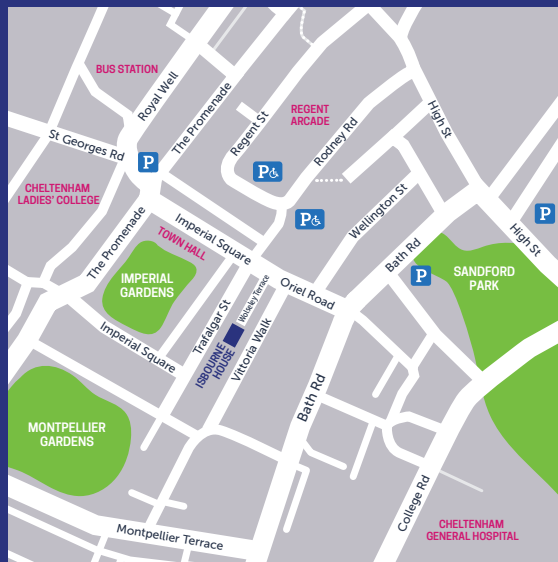 BUS STATION
Royal Well
The Promenade
Regent St
REGENT
ARCADE
Rodney Rd
High St
St Georges Rd
P
P♿
P♿
P
P
CHELTENHAM
LADIES' COLLEGE
The Promenade
Imperial Square
TOWN HALL
Wellington St
Bath Rd
High St
IMPERIAL
GARDENS
SANDFORD
PARK
Oriel Road
Trafalgar St
Wolseley Terrace
ISBOURNE
HOUSE
Vittoria Walk
Imperial Square
Bath Rd
MONTPELLIER
GARDENS
College Rd
Montpellier Terrace
CHELTENHAM
GENERAL HOSPITAL